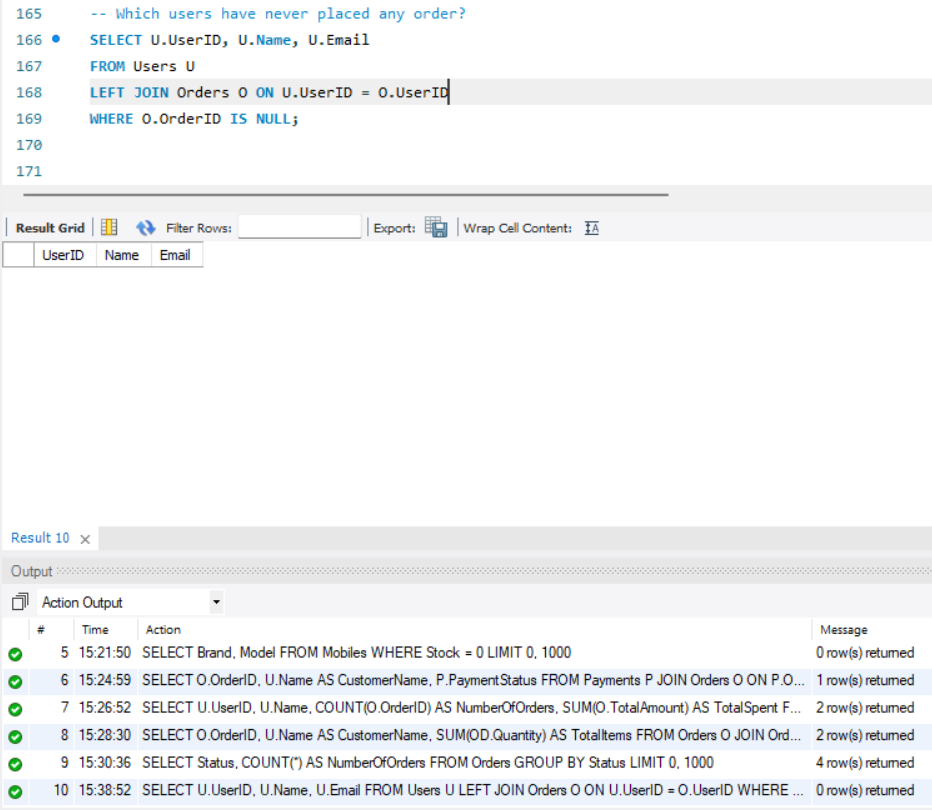 165 -- Which users have never placed any order?
166 SELECT U.UserID, U.Name, U.Email
167 FROM Users U
168 LEFT JOIN Orders O ON U.UserID = O.UserID
169 WHERE O.OrderID IS NULL;
170
171
Result Grid Filter Rows: Export: Wrap Cell Content: IA
UserID Name Email
Result 10 ×
Output
Action Output
# Time Action Message
5 15:21:50 SELECT Brand, Model FROM Mobiles WHERE Stock = 0 LIMIT 0, 1000 0 row(s) returned
6 15:24:59 SELECT O.OrderID, U.Name AS CustomerName, P.PaymentStatus FROM Payments P JOIN Orders O ON P.O... 1 row(s) returned
7 15:26:52 SELECT U.UserID, U.Name, COUNT(O.OrderID) AS NumberOfOrders, SUM(O.TotalAmount) AS TotalSpent F... 2 row(s) returned
8 15:28:30 SELECT O.OrderID, U.Name AS CustomerName, SUM(OD.Quantity) AS TotalItems FROM Orders O JOIN Ord... 2 row(s) returned
9 15:30:36 SELECT Status, COUNT(*) AS NumberOfOrders FROM Orders GROUP BY Status LIMIT 0, 1000 4 row(s) returned
10 15:38:52 SELECT U.UserID, U.Name, U.Email FROM Users U LEFT JOIN Orders O ON U.UserID = O.UserID WHERE ... 0 row(s) returned